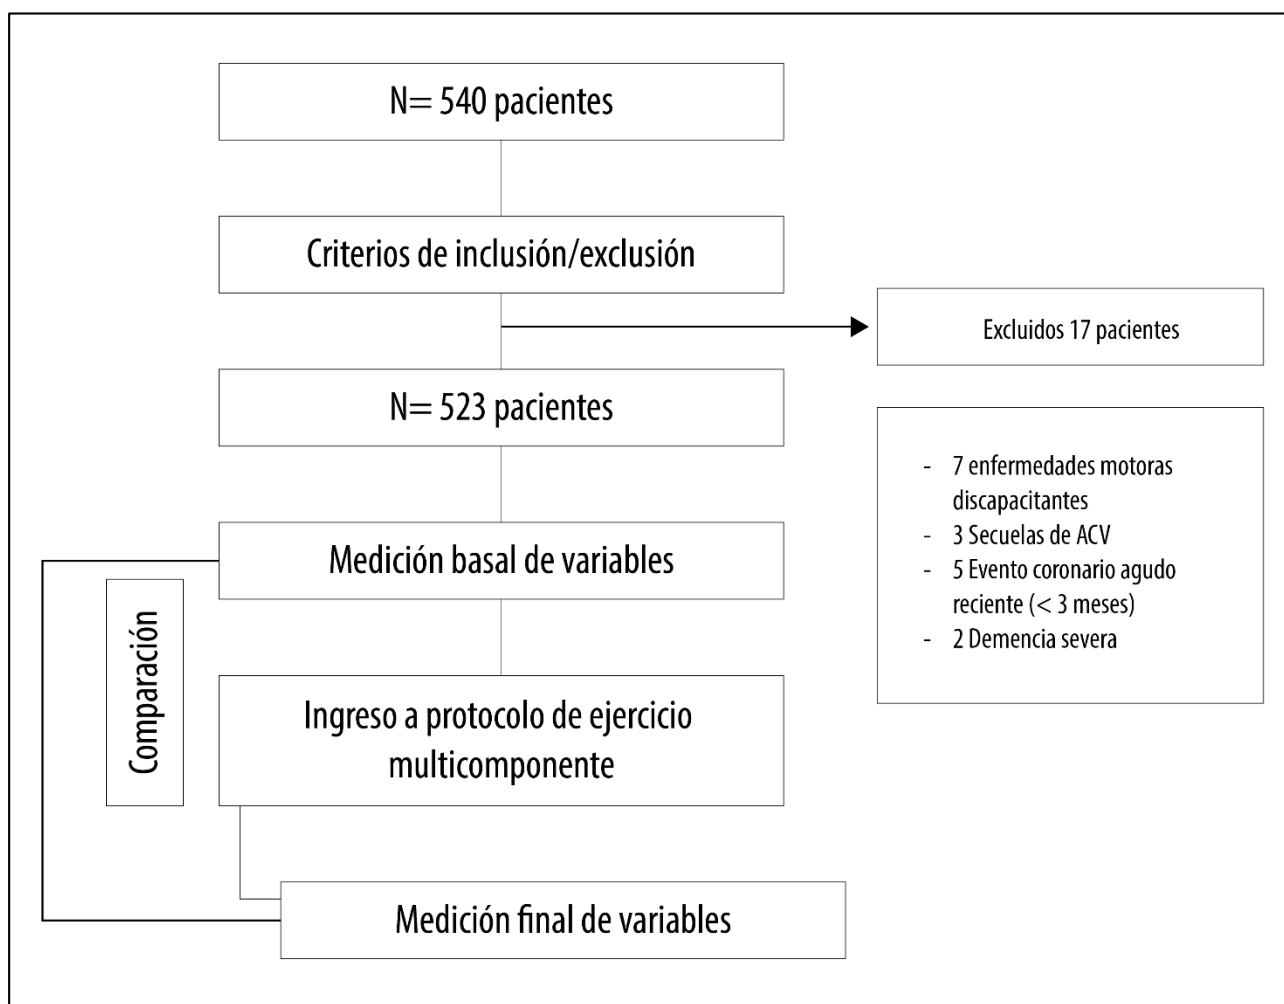 N= 540 pacientes
Criterios de inclusión/exclusión
Excluidos 17 pacientes
N= 523 pacientes
- 7 enfermedades motoras
discapacitantes
- 3 Secuelas de ACV
- 5 Evento coronario agudo
reciente (< 3 meses)
- 2 Demencia severa
Medición basal de variables
Comparación
Ingreso a protocolo de ejercicio
multicomponente
Medición final de variables